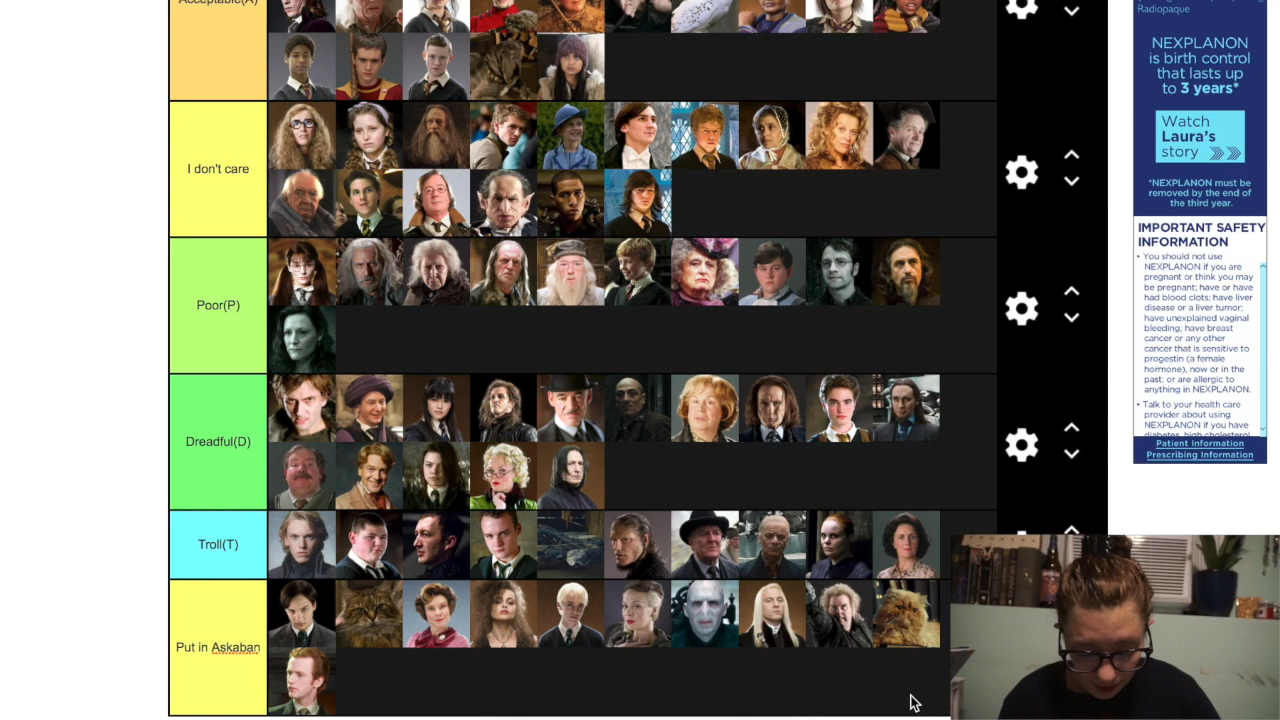 Acceptable(A)
I don't care
Poor(P)
Dreadful(D)
Troll(T)
Put in Askaban
Radiopaque
NEXPLANON
is birth control
that lasts up
to 3 years*
Watch
Laura's
story
*NEXPLANON must be
removed by the end of
the third year.
IMPORTANT SAFETY
INFORMATION
• You should not use
NEXPLANON if you are
pregnant or think you may
be pregnant; have or have
had blood clots; have liver
disease or a liver tumor;
have unexplained vaginal
bleeding; have breast
cancer or any other
cancer that is sensitive to
progestin (a female
hormone), now or in the
past; or are allergic to
anything in NEXPLANON.
• Talk to your health care
provider about using
NEXPLANON if you have
diabetes, high cholesterol
Patient Information
Prescribing Information